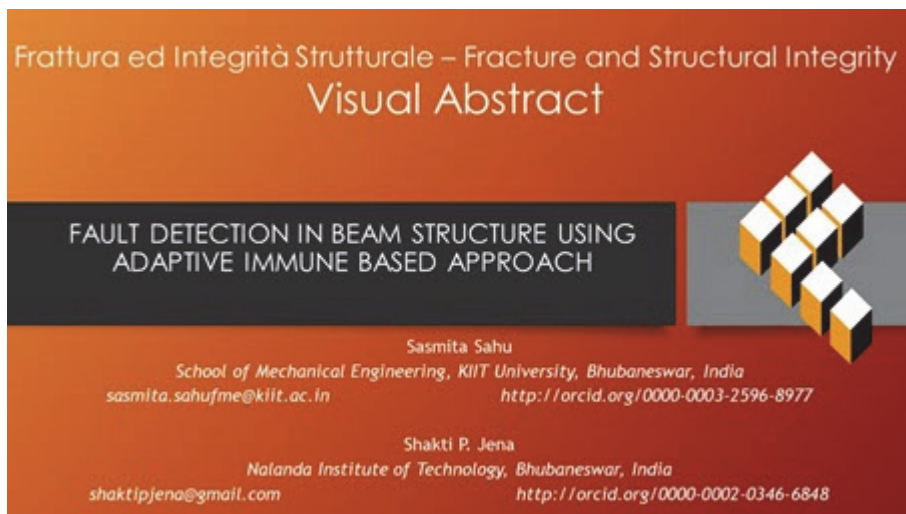 Frattura ed Integrità Strutturale – Fracture and Structural Integrity
Visual Abstract
FAULT DETECTION IN BEAM STRUCTURE USING
ADAPTIVE IMMUNE BASED APPROACH
Sasmita Sahu
School of Mechanical Engineering, KIIT University, Bhubaneswar, India
sasmita.sahufme@kiit.ac.in http://orcid.org/0000-0003-2596-8977
Shakti P. Jena
Nalanda Institute of Technology, Bhubaneswar, India
shaktipjena@gmail.com http://orcid.org/0000-0002-0346-6848